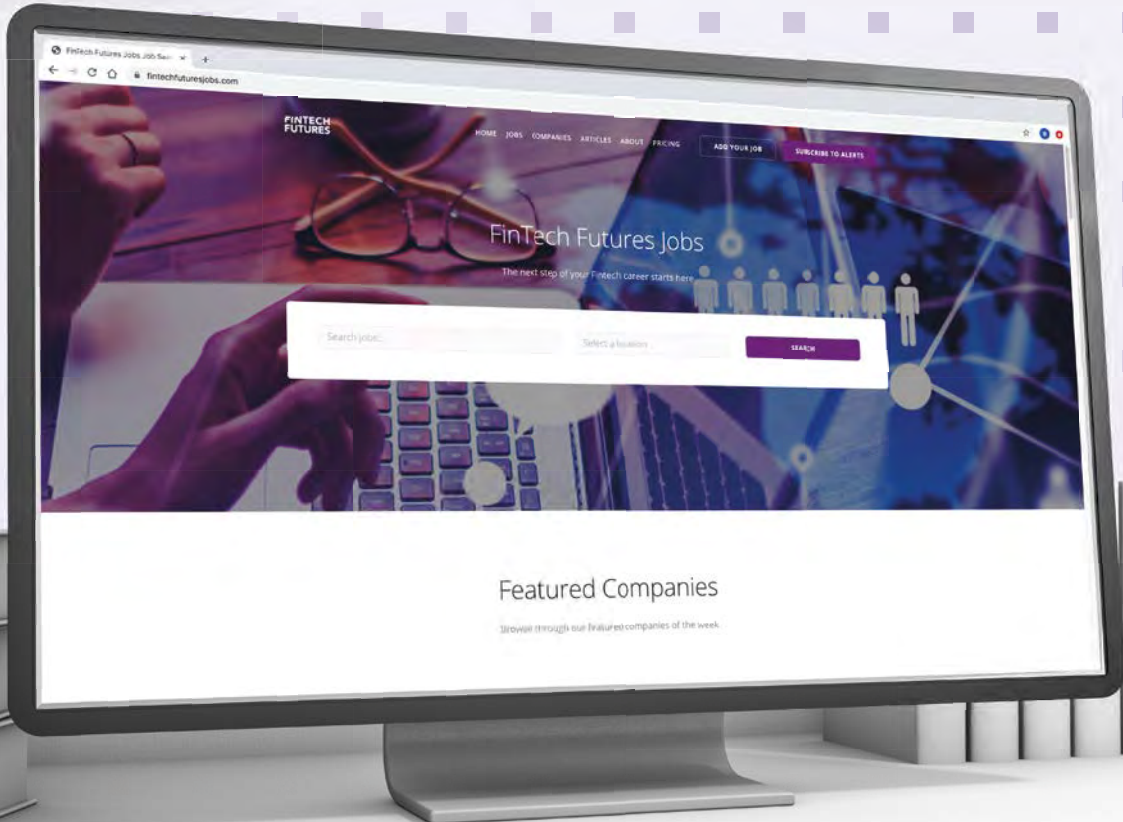 FinTech Futures Jobs Job Sea
fintechfuturesjobs.com
FINTECH
FUTURES
HOME JOBS COMPANIES ARTICLES ABOUT PRICING ADD YOUR JOB SUBSCRIBE TO ALERTS
FinTech Futures Jobs
The next step of your Fintech career starts here
Search jobs...
Select a location
SEARCH
Featured Companies
Browse through our featured companies of the week